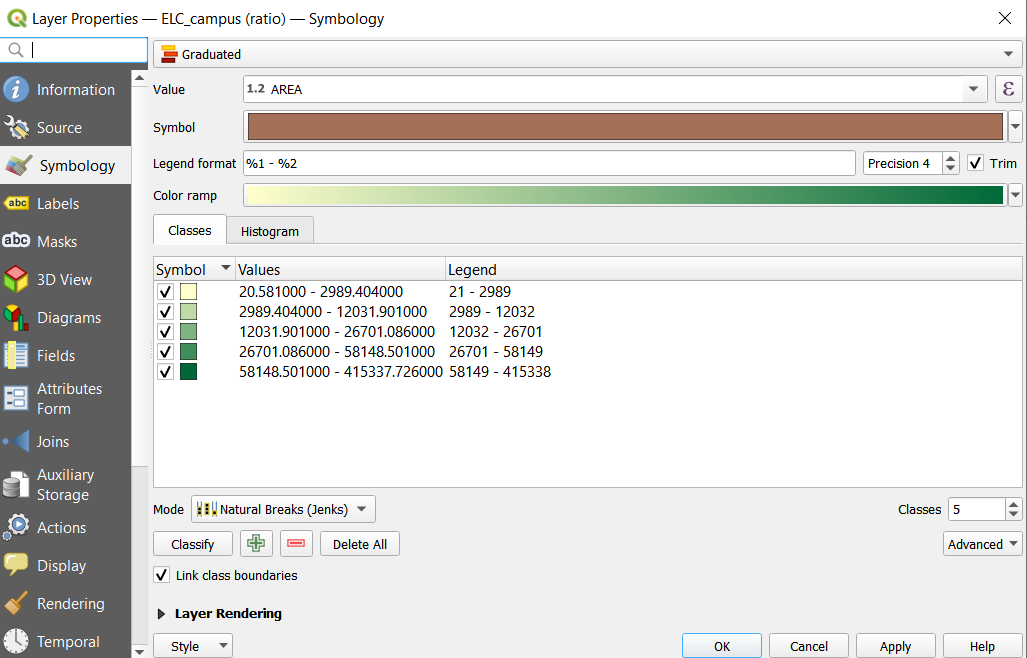 Layer Properties — ELC_campus (ratio) — Symbology
Information
Source
Symbology
abc Labels
abc Masks
3D View
Diagrams
Fields
Attributes
Form
Joins
Auxiliary
Storage
Actions
Display
Rendering
Temporal
Graduated
Value 1.2 AREA ε
Symbol
Legend format %1 - %2 Precision 4 Trim
Color ramp
Classes Histogram
Symbol Values Legend
20.581000 - 2989.404000 21 - 2989
2989.404000 - 12031.901000 2989 - 12032
12031.901000 - 26701.086000 12032 - 26701
26701.086000 - 58148.501000 26701 - 58149
58148.501000 - 415337.726000 58149 - 415338
Mode Natural Breaks (Jenks) Classes 5
Classify Delete All Advanced
Link class boundaries
Layer Rendering
Style OK Cancel Apply Help